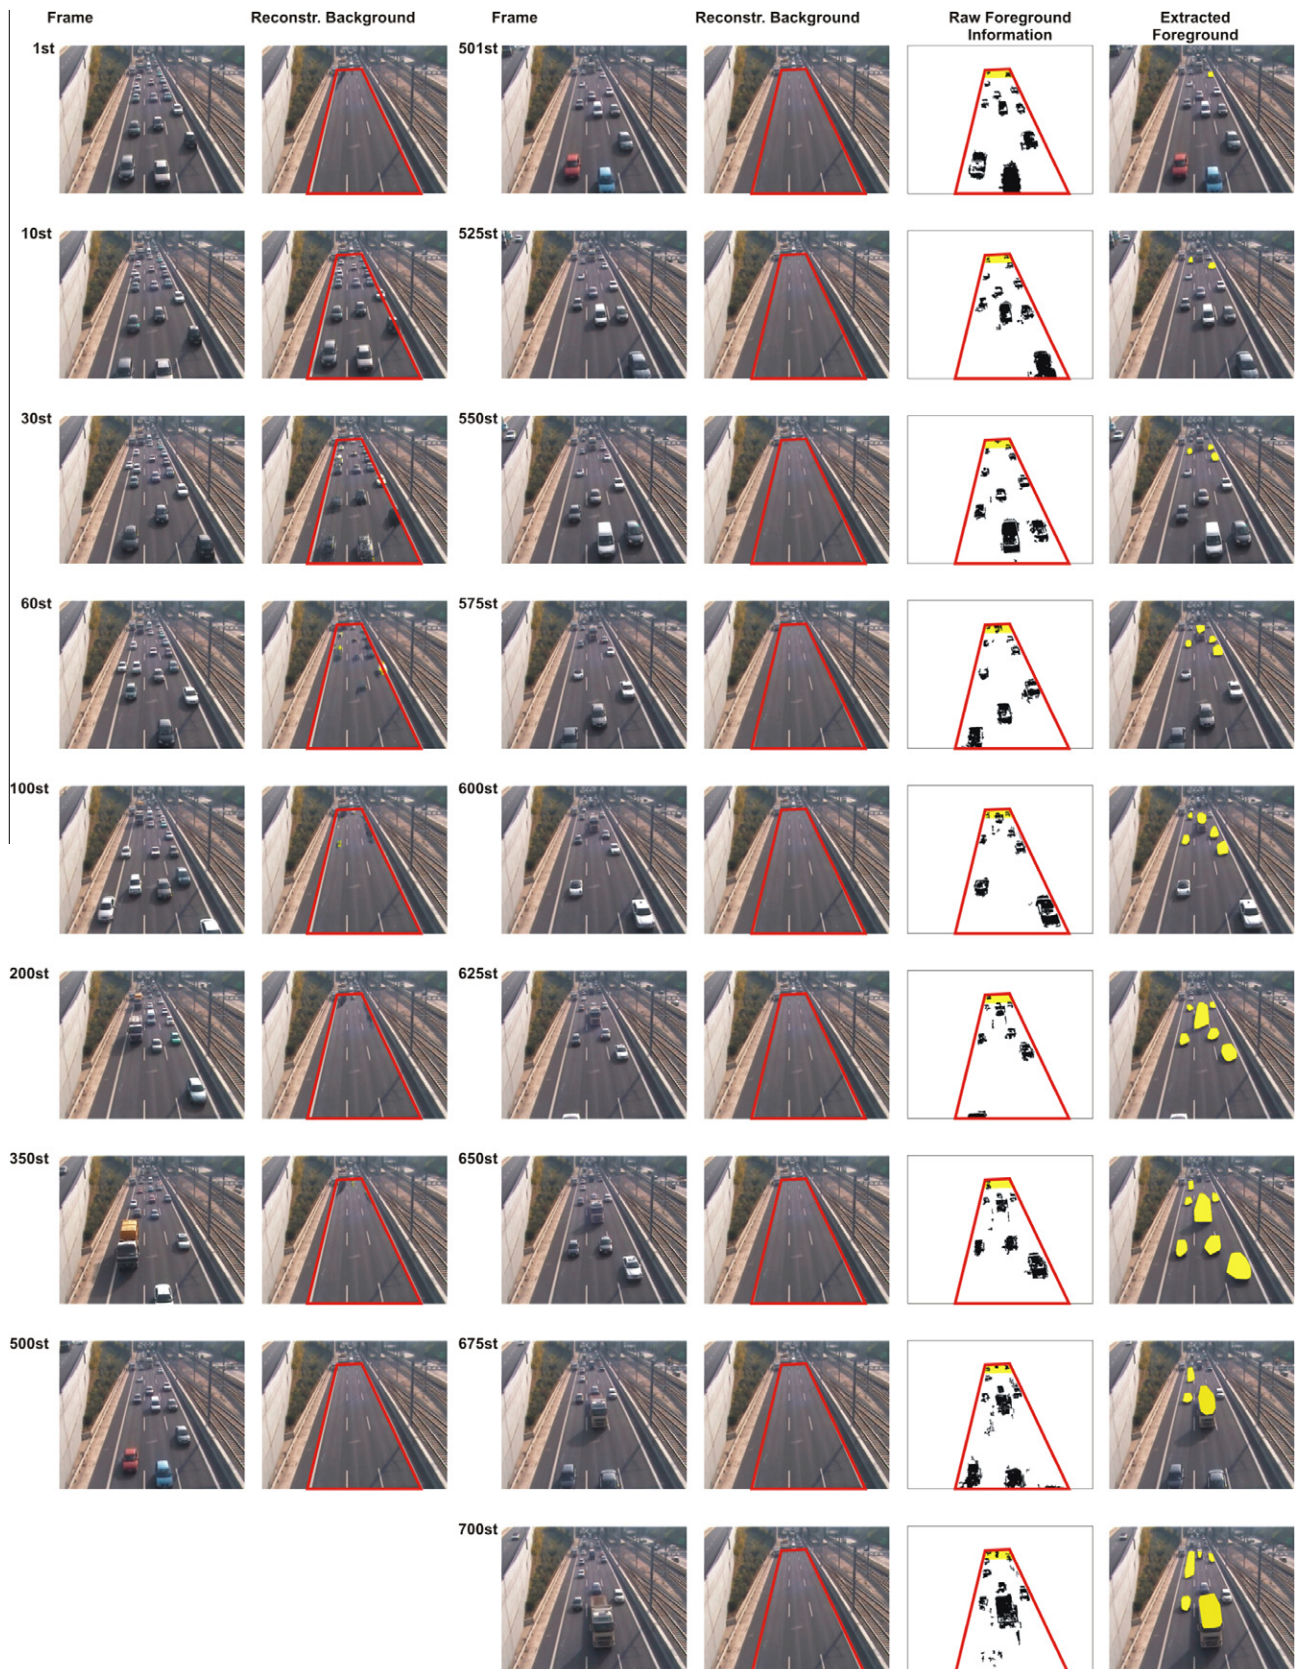 Frame
Reconstr. Background
Frame
Reconstr. Background
Raw Foreground
Information
Extracted
Foreground
1st
501st
10st
525st
30st
550st
60st
575st
100st
600st
200st
625st
350st
650st
500st
675st
700st